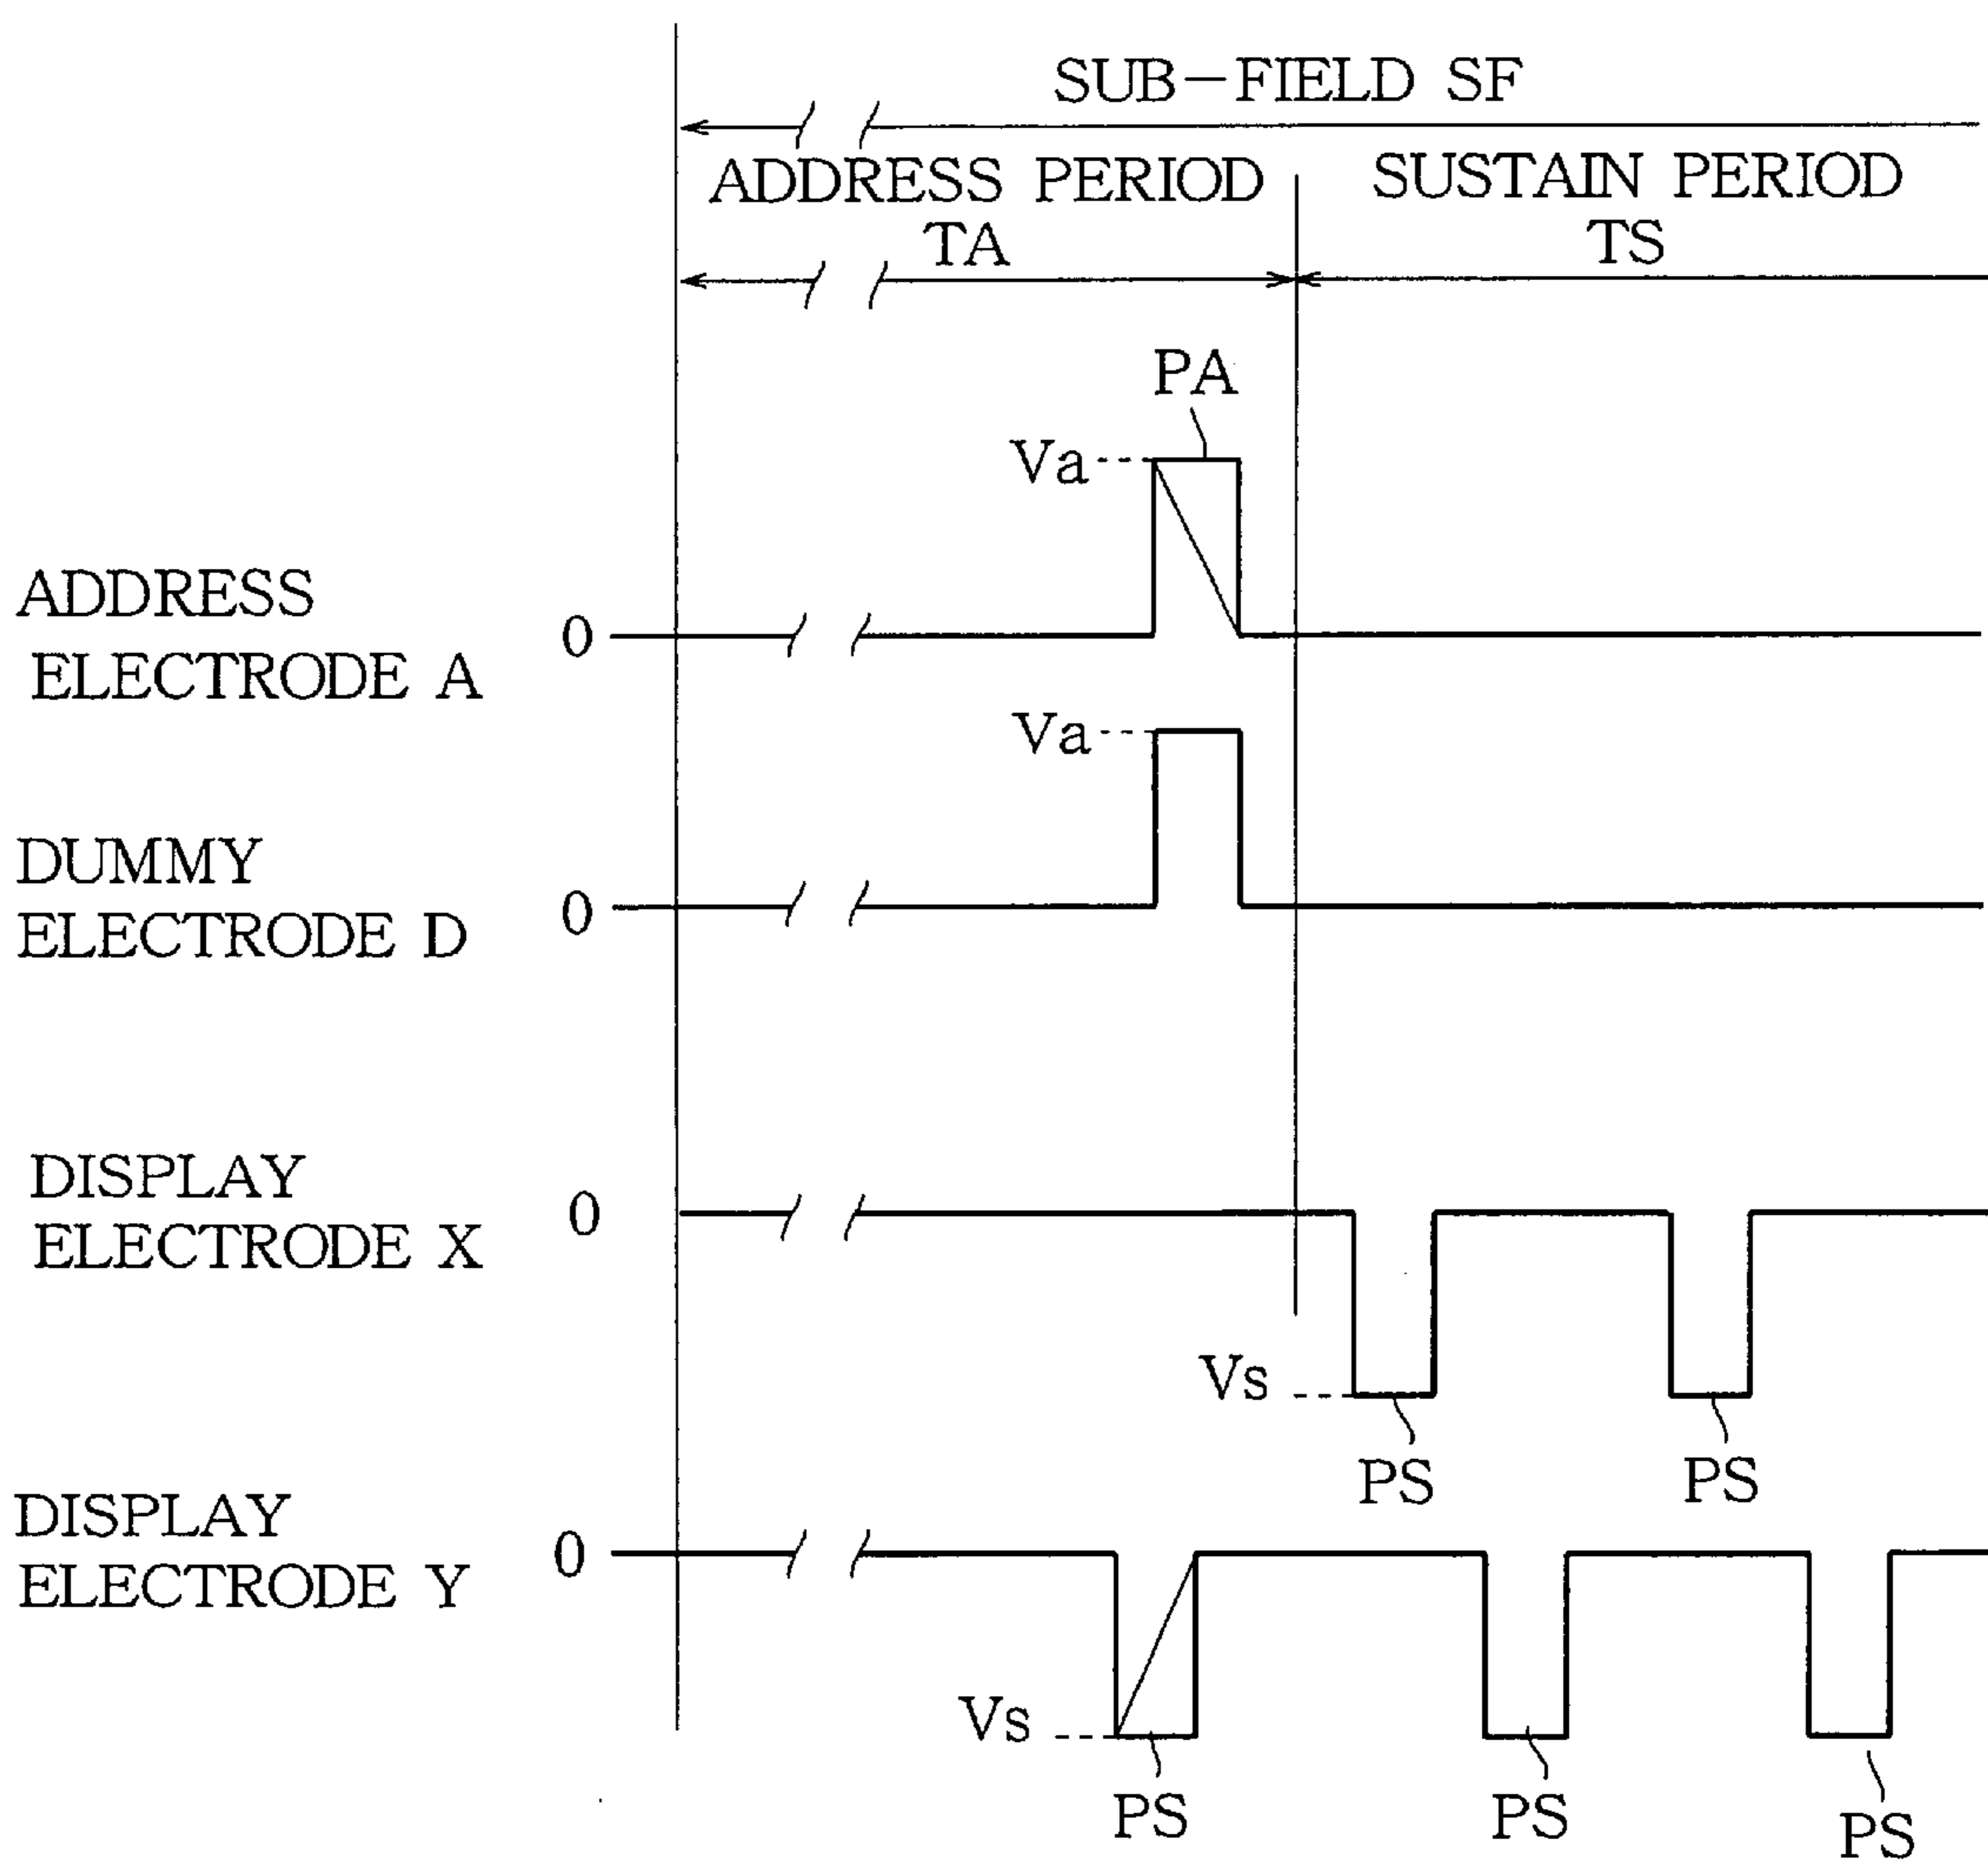 SUB-FIELD SF
ADDRESS PERIOD
TA
SUSTAIN PERIOD
TS
PA
Va
ADDRESS
ELECTRODE A
0
Va
DUMMY
ELECTRODE D
0
DISPLAY
ELECTRODE X
0
Vs
PS
PS
DISPLAY
ELECTRODE Y
0
Vs
PS
PS
PS